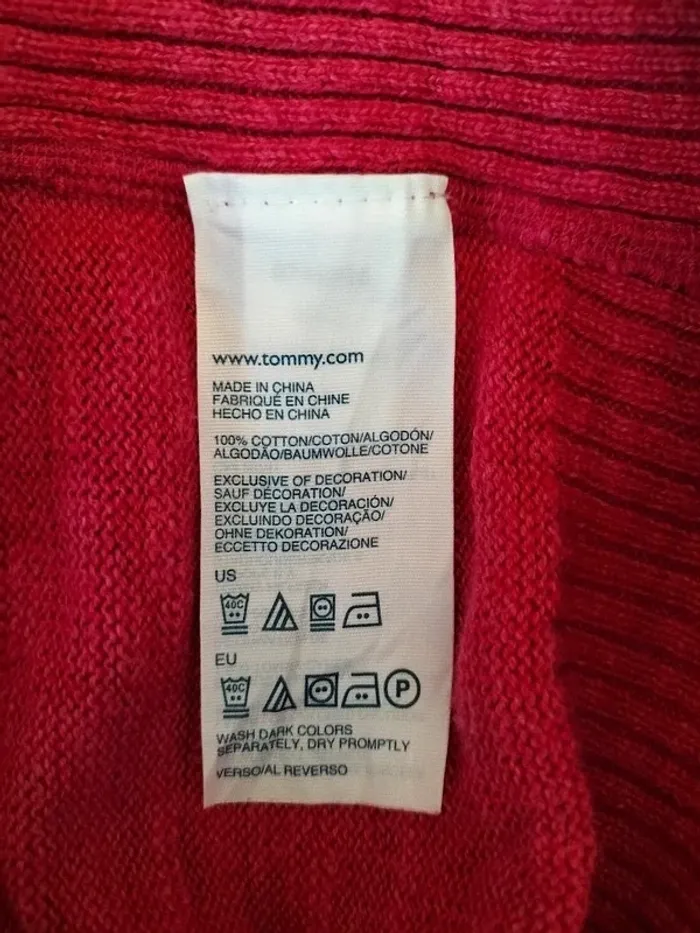 www.tommy.com
MADE IN CHINA
FABRIQUÉ EN CHINE
HECHO EN CHINA
100% COTTON/COTON/ALGODÓN/
ALGODÃO/BAUMWOLLE/COTONE
EXCLUSIVE OF DECORATION/
SAUF DÉCORATION/
EXCLUYE LA DECORACIÓN/
EXCLUINDO DECORAÇÃO/
OHNE DEKORATION/
ECCETTO DECORAZIONE
US
40C
EU
40C P
WASH DARK COLORS
SEPARATELY, DRY PROMPTLY
VERSO/AL REVERSO